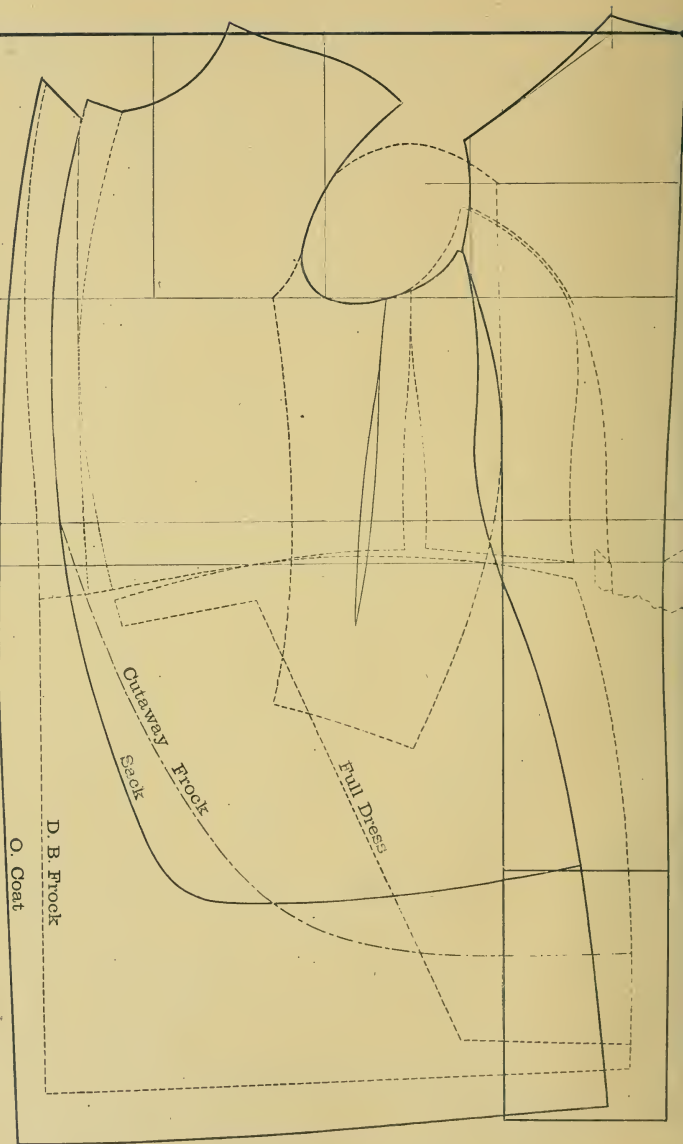 Cutaway Frock
Sack
Full Dress
D. B. Frock
O. Coat